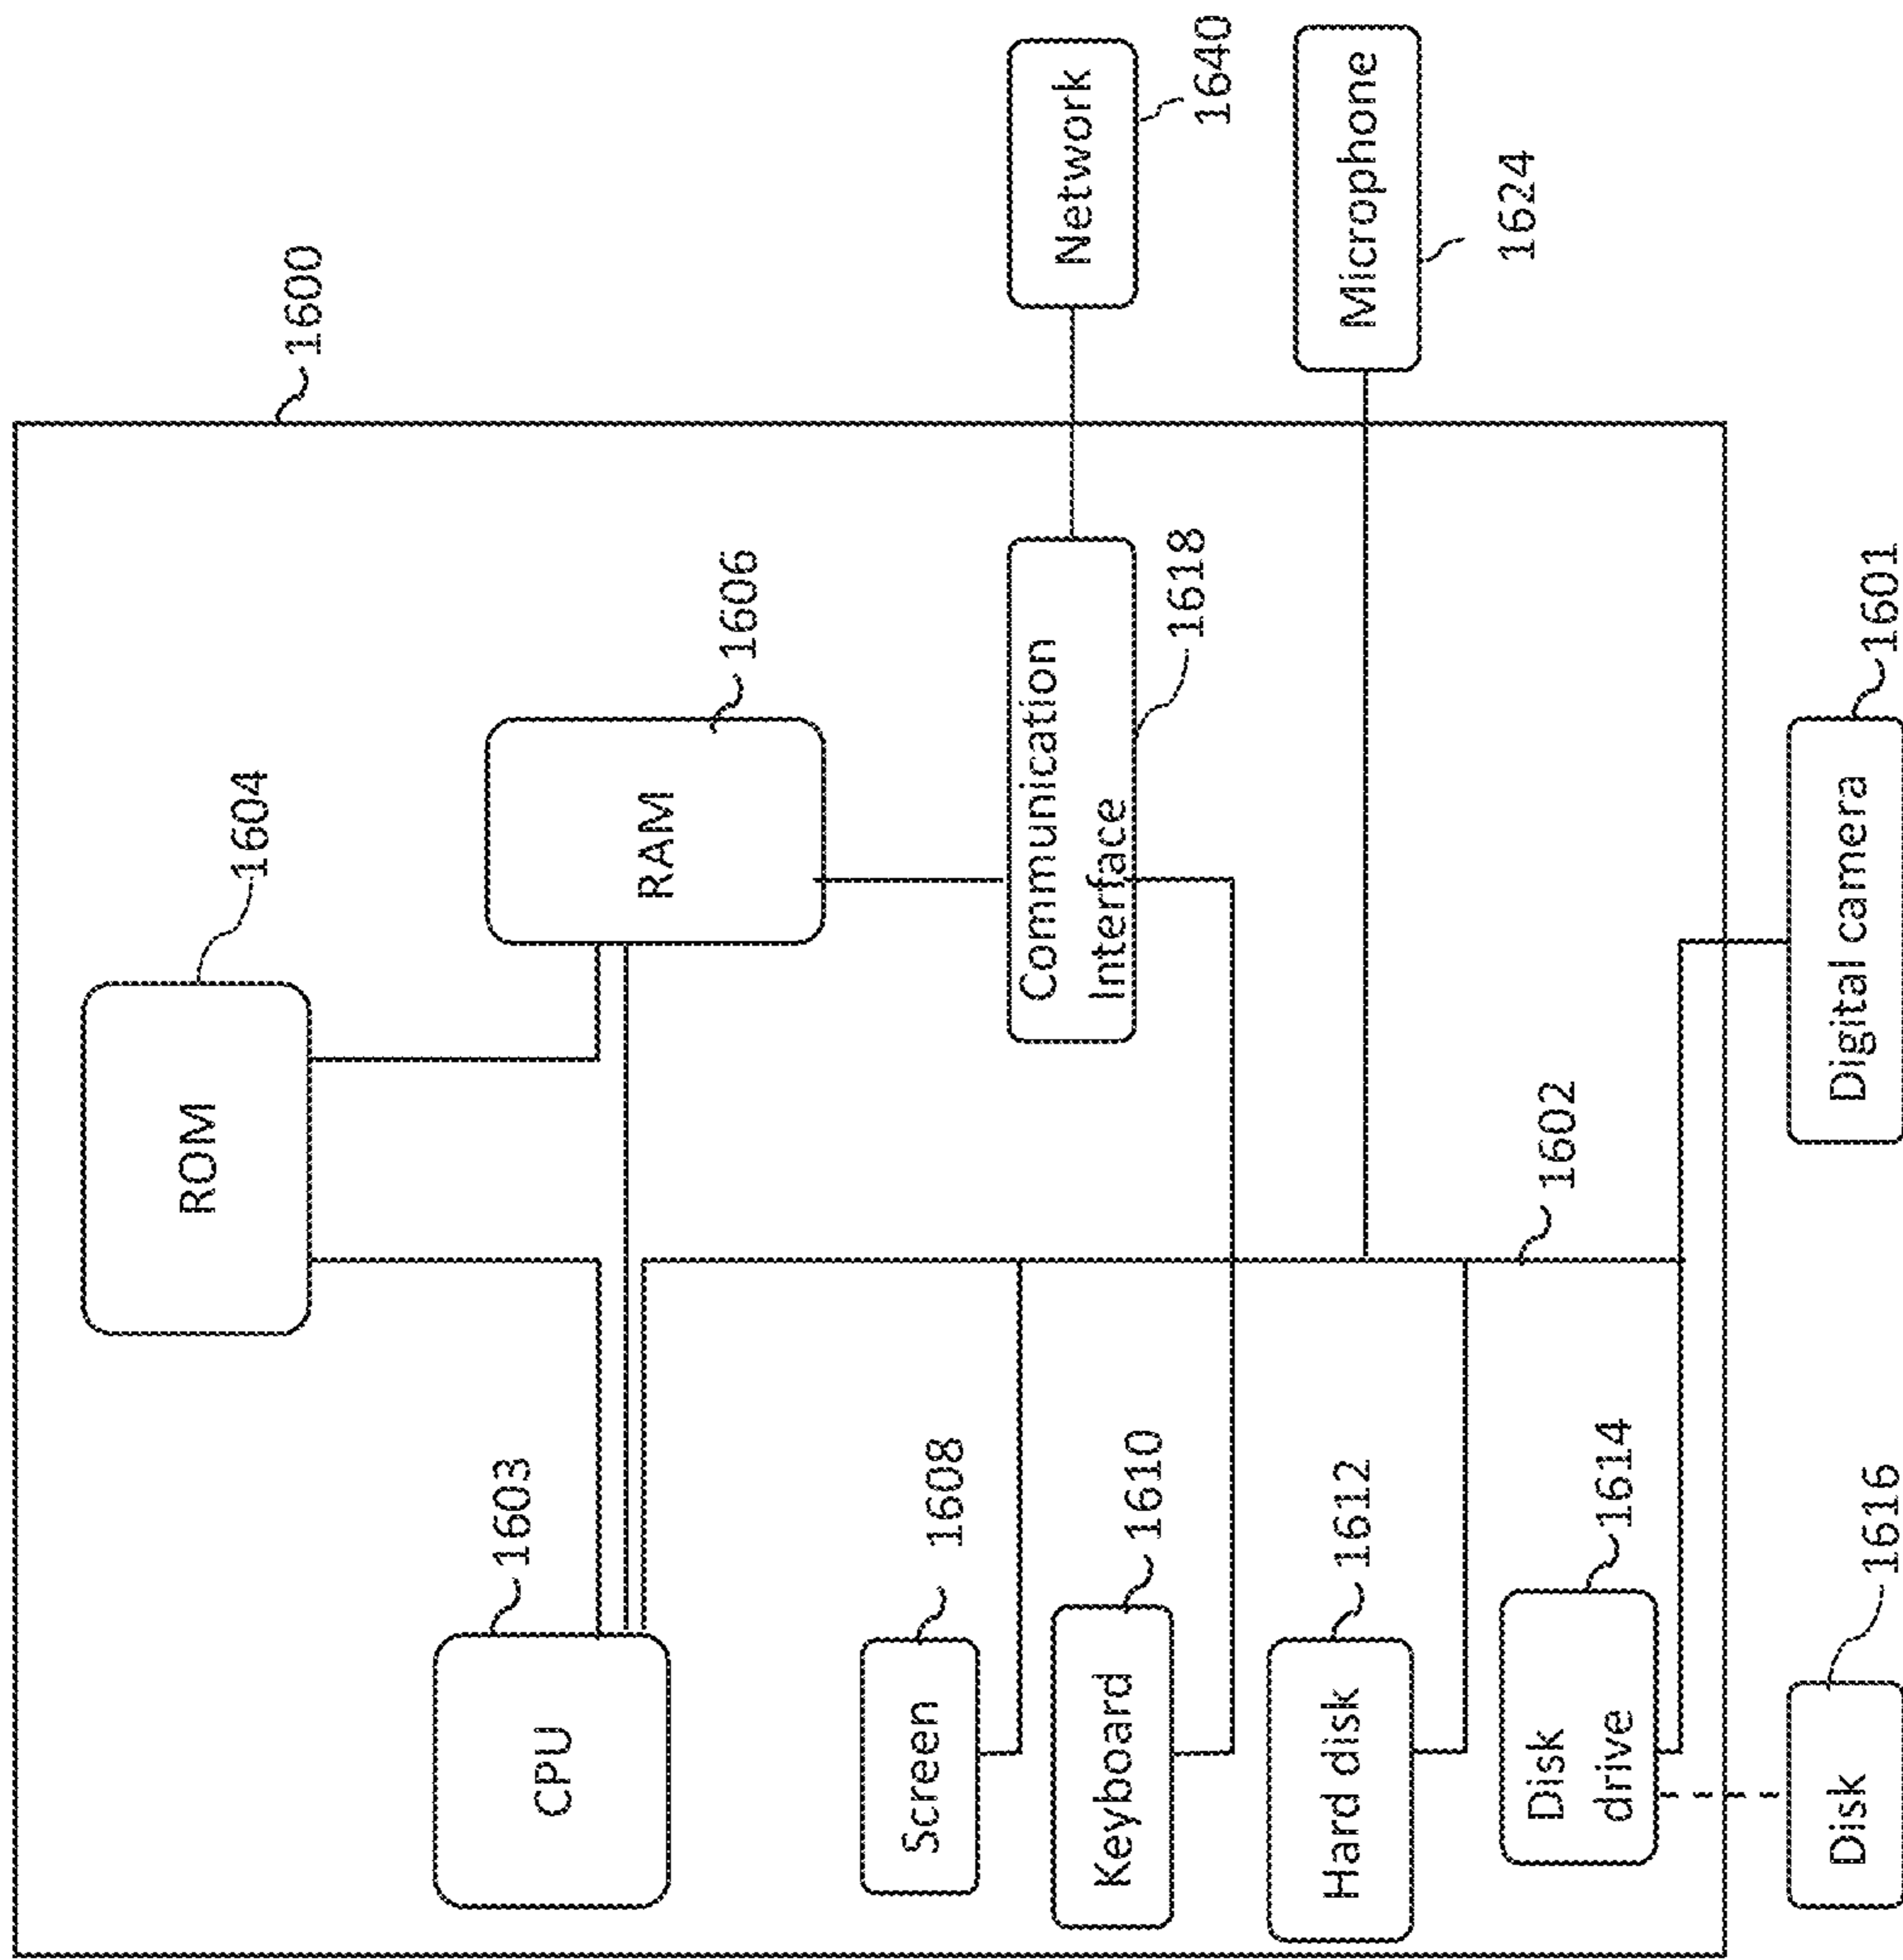 1600
ROM
1604
CPU
1603
RAM
1606
Screen
1608
Keyboard
1610
Communication
Interface
1618
Network
1640
Hard disk
1612
Microphone
1624
Disk
drive
1614
1602
Disk
1616
Digital camera
1601